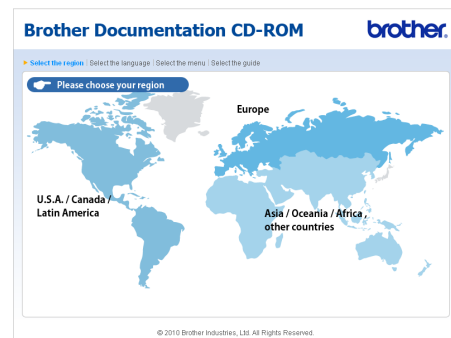 Brother Documentation CD-ROM
brother.
Select the region | Select the language | Select the menu | Select the guide
Please choose your region
Europe
U.S.A. / Canada /
Latin America
Asia / Oceania / Africa ,
other countries
© 2010 Brother Industries, Ltd. All Rights Reserved.